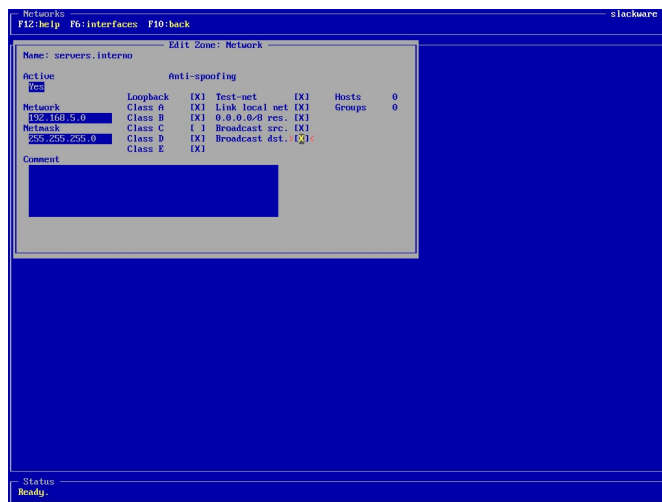 Networks slackware
F12:help F6:interfaces F10:back
Edit Zone: Network
Name: servers.interno
Active Anti-spoofing
Yes
Loopback [X] Test-net [X] Hosts 0
Network Class A [X] Link local net [X] Groups 0
192.168.5.0 Class B [X] 0.0.0.0/8 res. [X]
Netmask Class C [ ] Broadcast src. [X]
255.255.255.0 Class D [X] Broadcast dst.>[X]<
Class E [X]
Comment
Status
Ready.